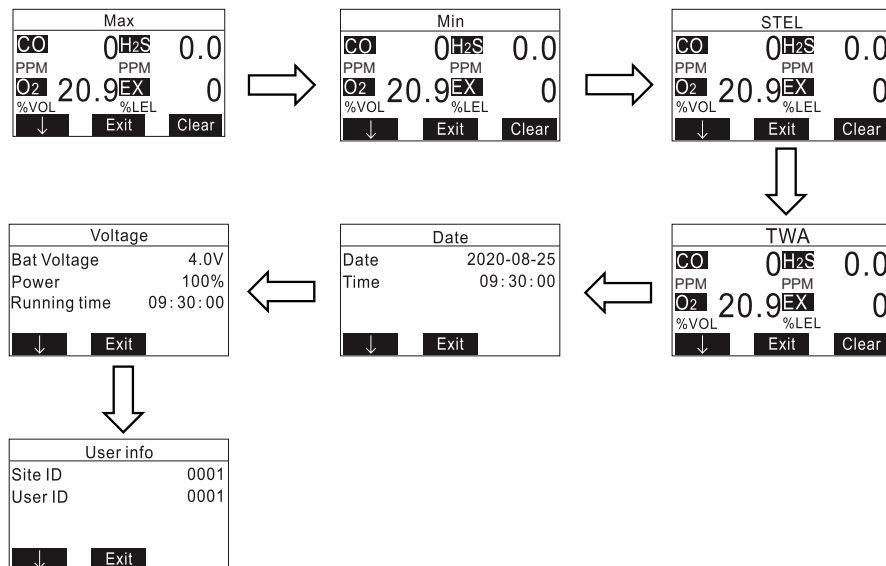 Max
CO 0 H2S 0.0
PPM PPM
O2 20.9 EX 0
%VOL %LEL
↓ Exit Clear
Min
CO 0 H2S 0.0
PPM PPM
O2 20.9 EX 0
%VOL %LEL
↓ Exit Clear
STEL
CO 0 H2S 0.0
PPM PPM
O2 20.9 EX 0
%VOL %LEL
↓ Exit Clear
TWA
CO 0 H2S 0.0
PPM PPM
O2 20.9 EX 0
%VOL %LEL
↓ Exit Clear
Date
Date 2020-08-25
Time 09:30:00
↓ Exit
Voltage
Bat Voltage 4.0V
Power 100%
Running time 09:30:00
↓ Exit
User info
Site ID 0001
User ID 0001
↓ Exit